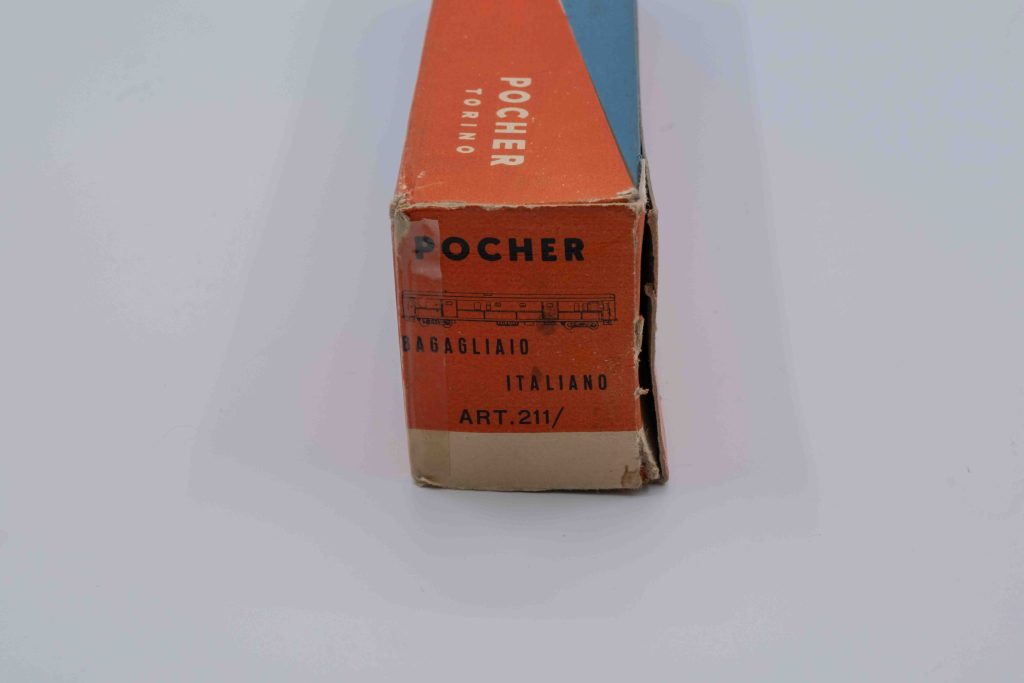 POCHER
TORINO
POCHER
BAGAGLIAIO
ITALIANO
ART.211/